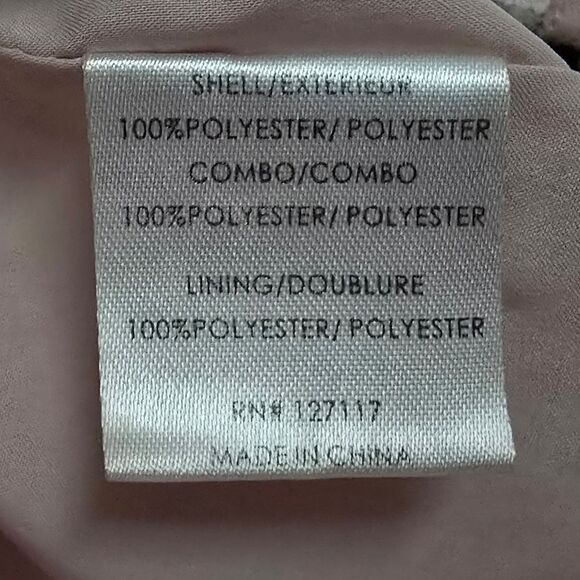 SHELL/EXTERIEUR
100%POLYESTER/ POLYESTER
COMBO/COMBO
100%POLYESTER/ POLYESTER
LINING/DOUBLURE
100%POLYESTER/ POLYESTER
RN# 127117
MADE IN CHINA